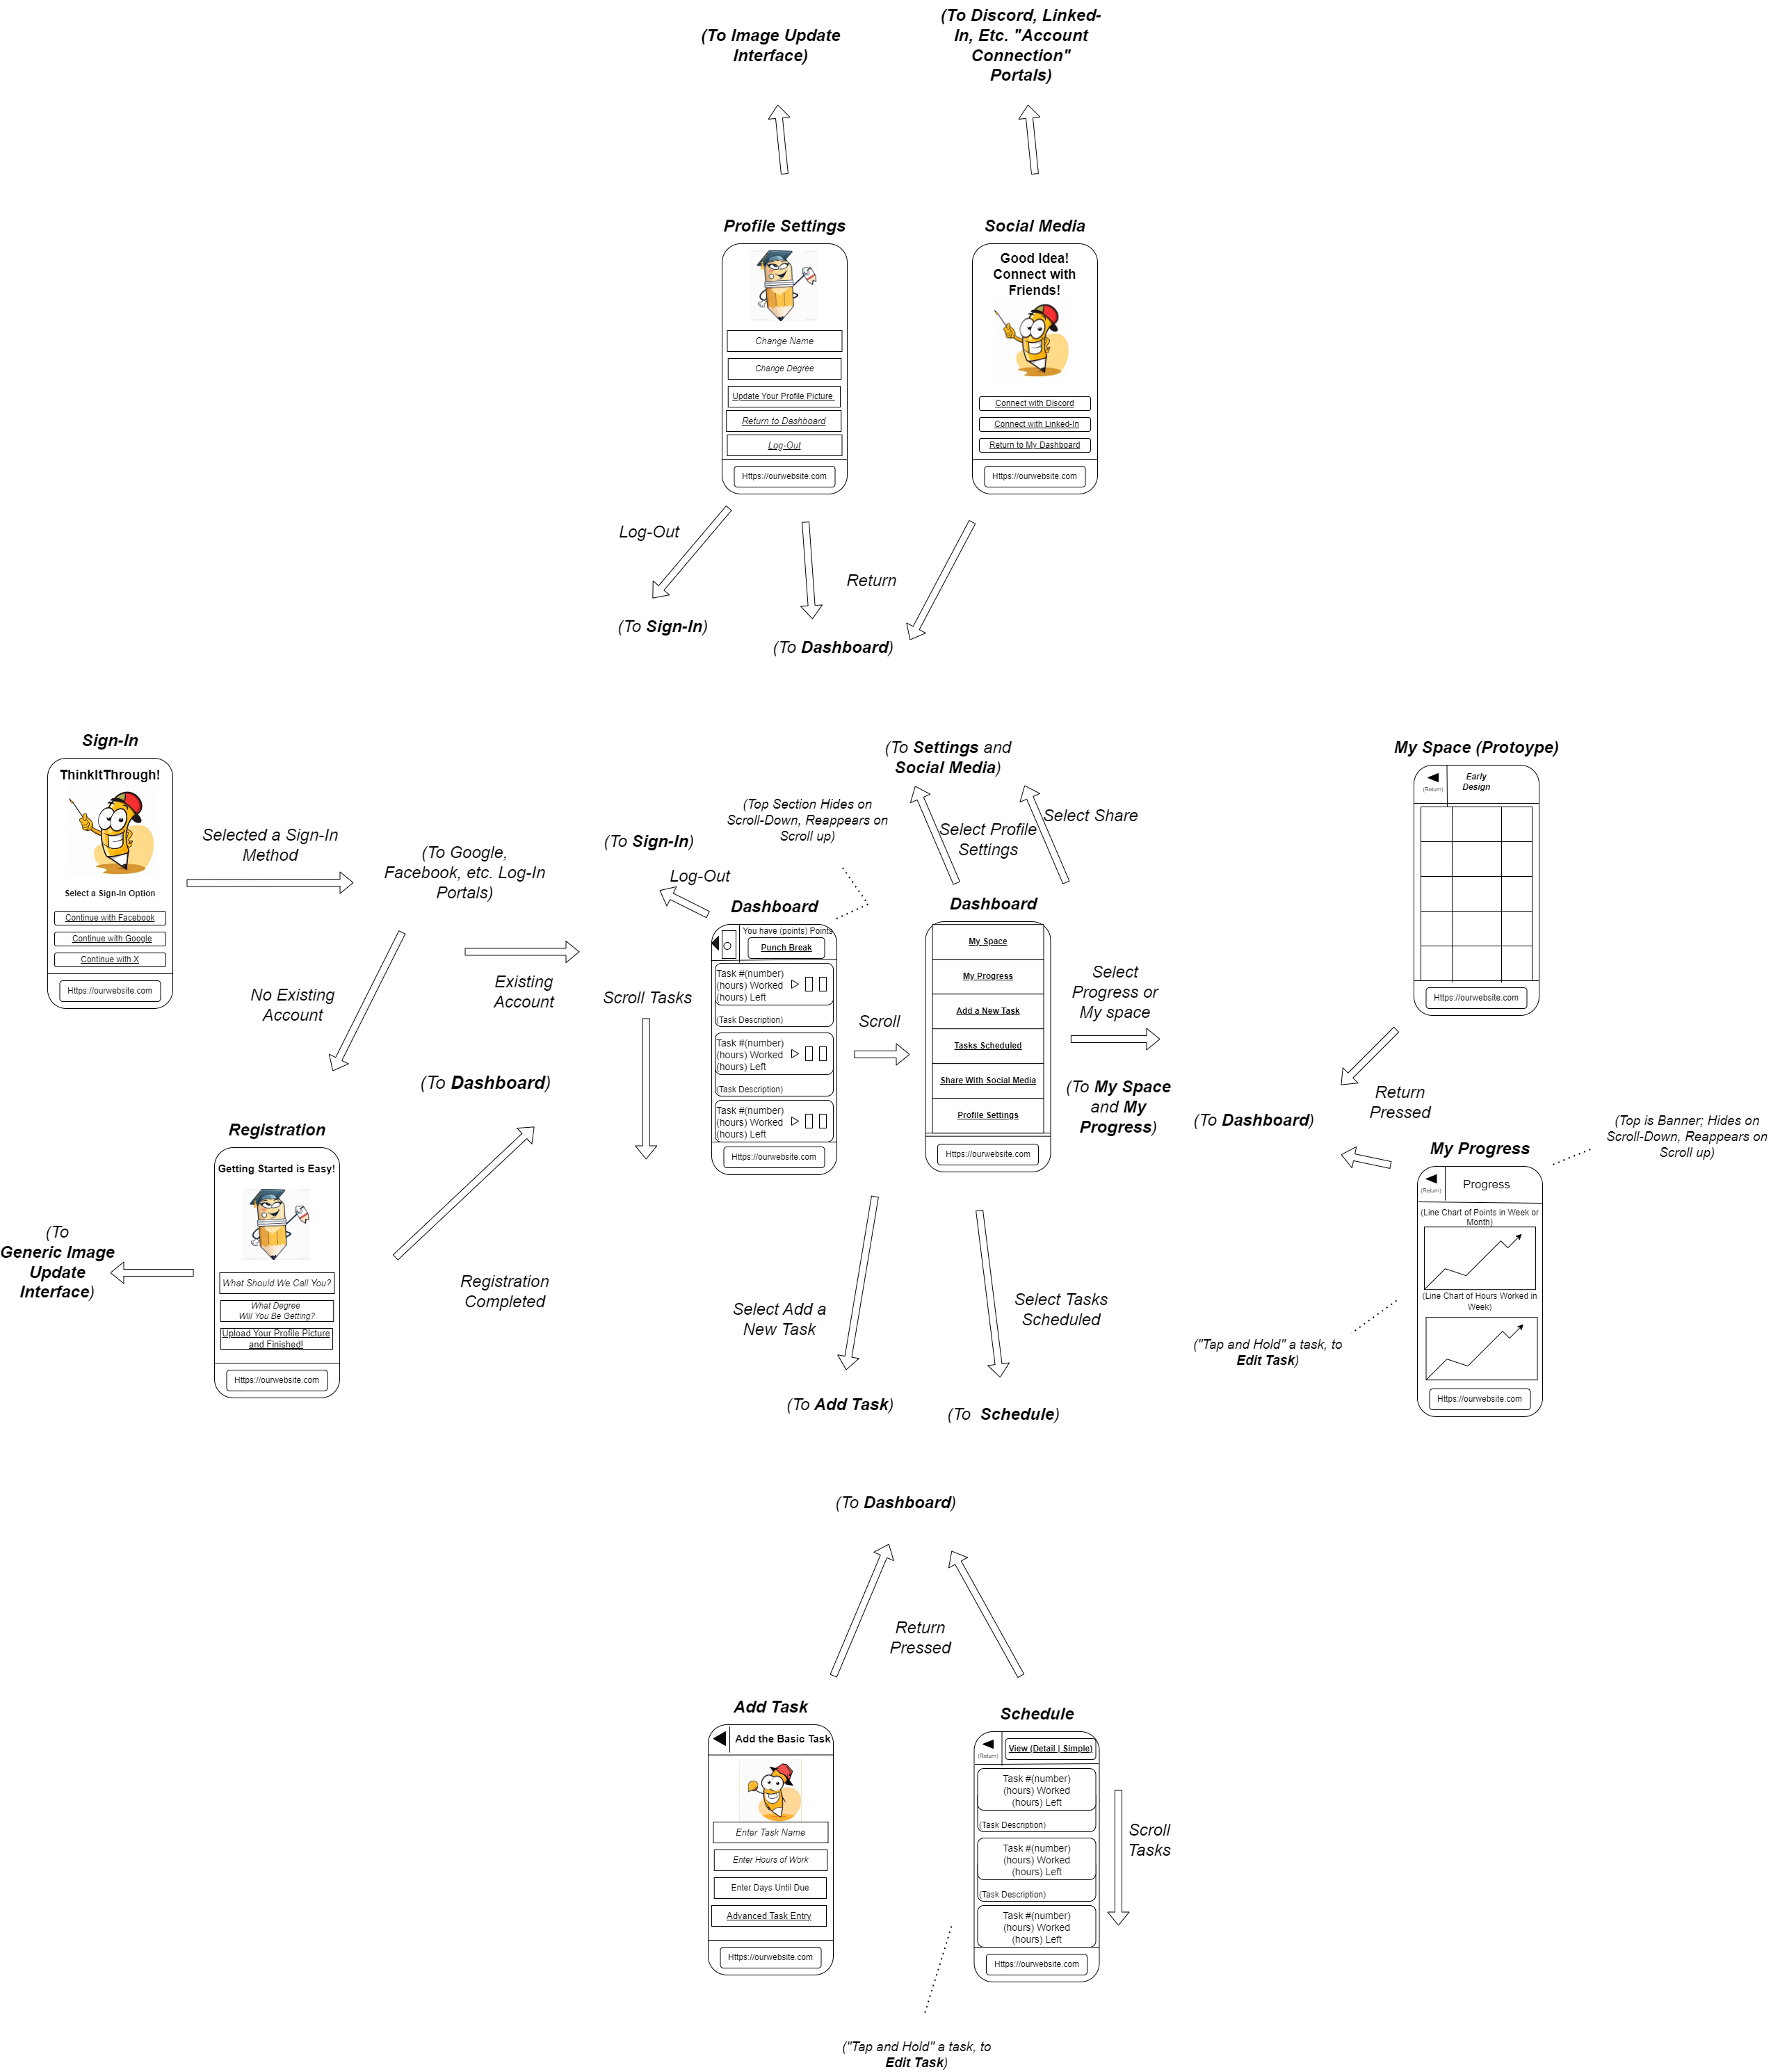 (To Image Update
Interface)
(To Discord, Linked-
In, Etc. "Account
Connection"
Portals)
Profile Settings
Change Name
Change Degree
Update Your Profile Picture
Return to Dashboard
Log-Out
Https://ourwebsite.com
Social Media
Good Idea!
Connect with
Friends!
Connect with Discord
Connect with Linked-In
Return to My Dashboard
Https://ourwebsite.com
Log-Out
Return
(To Sign-In)
(To Dashboard)
Sign-In
ThinkItThrough!
Select a Sign-In Option
Continue with Facebook
Continue with Google
Continue with X
Https://ourwebsite.com
Selected a Sign-In
Method
(To Google,
Facebook, etc. Log-In
Portals)
No Existing
Account
Existing
Account
(To Dashboard)
Registration
Getting Started is Easy!
What Should We Call You?
What Degree
Will You Be Getting?
Upload Your Profile Picture
and Finished!
Https://ourwebsite.com
(To
Generic Image
Update
Interface)
Registration
Completed
(To Sign-In)
Log-Out
(Top Section Hides on
Scroll-Down, Reappears on
Scroll up)
Scroll Tasks
Dashboard
You have (points) Points
Punch Break
Task #(number)
(hours) Worked
(hours) Left
(Task Description)
Task #(number)
(hours) Worked
(hours) Left
(Task Description)
Task #(number)
(hours) Worked
(hours) Left
Https://ourwebsite.com
Scroll
(To Settings and
Social Media)
Select Profile
Settings
Select Share
Dashboard
My Space
My Progress
Add a New Task
Tasks Scheduled
Share With Social Media
Profile Settings
Https://ourwebsite.com
Select
Progress or
My space
(To My Space
and My
Progress)
My Space (Protoype)
(Return)
Early
Design
Https://ourwebsite.com
Return
Pressed
(To Dashboard)
My Progress
(Return)
Progress
(Line Chart of Points in Week or
Month)
(Line Chart of Hours Worked in
Week)
Https://ourwebsite.com
(Top is Banner; Hides on
Scroll-Down, Reappears on
Scroll up)
("Tap and Hold" a task, to
Edit Task)
Select Add a
New Task
Select Tasks
Scheduled
(To Add Task)
(To Schedule)
(To Dashboard)
Return
Pressed
Add Task
Add the Basic Task
Enter Task Name
Enter Hours of Work
Enter Days Until Due
Advanced Task Entry
Https://ourwebsite.com
Schedule
(Return)
View (Detail | Simple)
Task #(number)
(hours) Worked
(hours) Left
(Task Description)
Task #(number)
(hours) Worked
(hours) Left
(Task Description)
Task #(number)
(hours) Worked
(hours) Left
Https://ourwebsite.com
Scroll
Tasks
("Tap and Hold" a task, to
Edit Task)